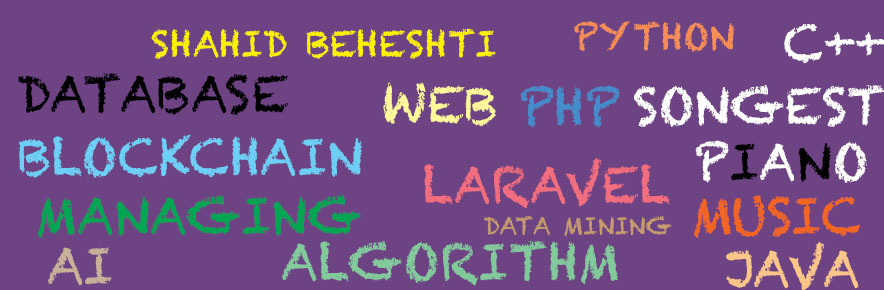 SHAHID BEHESHTI PYTHON C++
DATABASE WEB PHP SONGEST
BLOCKCHAIN LARAVEL PIANO
MANAGING DATA MINING MUSIC
AI ALGORITHM JAVA